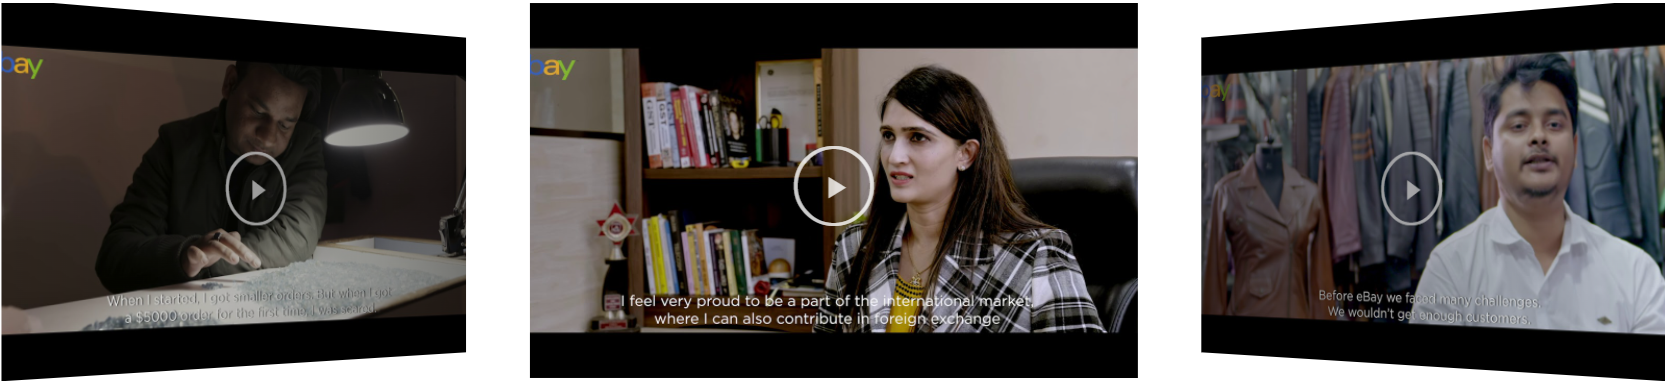 bay
When I started, I got smaller orders. But when I got
a $5000 order for the first time, I was scared.
bay
GST
I feel very proud to be a part of the international market,
where I can also contribute in foreign exchange
ay
Before eBay we faced many challenges.
We wouldn't get enough customers.